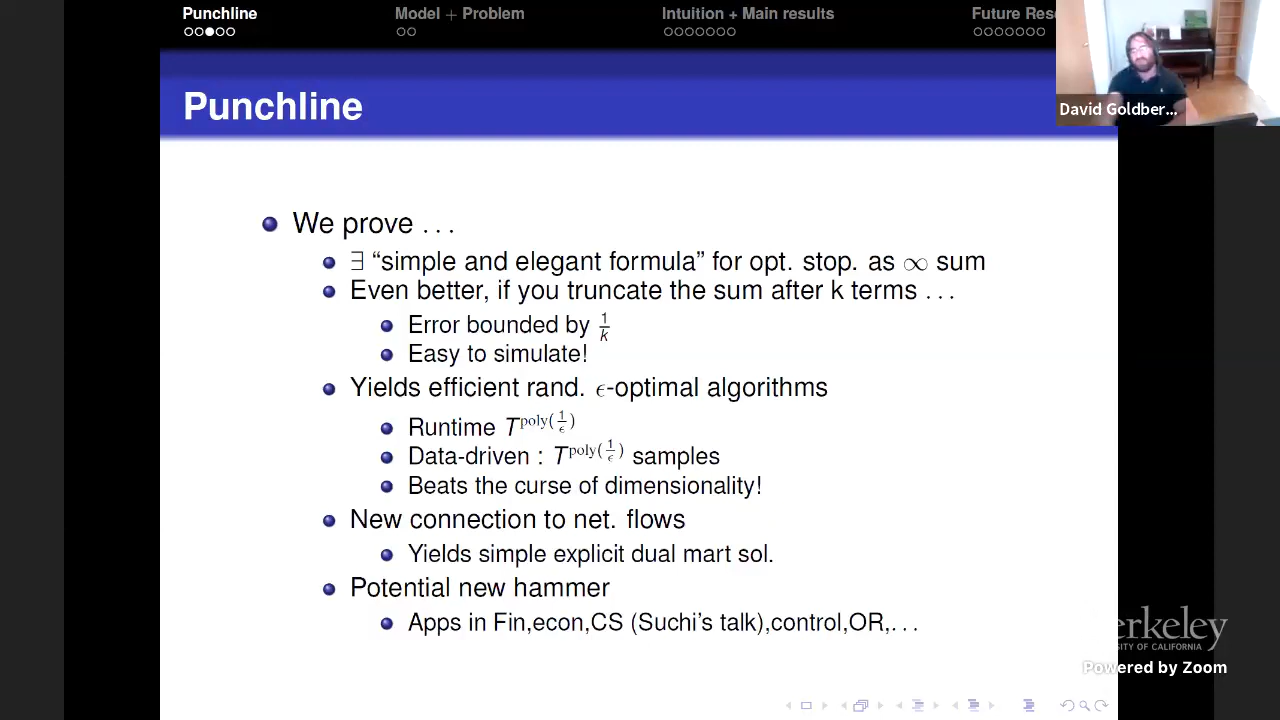 Punchline
Model + Problem
Intuition + Main results
Future Res
David Goldber...
Punchline
We prove ...
∃ “simple and elegant formula” for opt. stop. as ∞ sum
Even better, if you truncate the sum after k terms ...
Error bounded by 1/k
Easy to simulate!
Yields efficient rand. ϵ-optimal algorithms
Runtime T^poly(1/ϵ)
Data-driven : T^poly(1/ϵ) samples
Beats the curse of dimensionality!
New connection to net. flows
Yields simple explicit dual mart sol.
Potential new hammer
Apps in Fin,econ,CS (Suchi's talk),control,OR,...
erkeley
SITY OF CALIFORNIA
Powered by Zoom